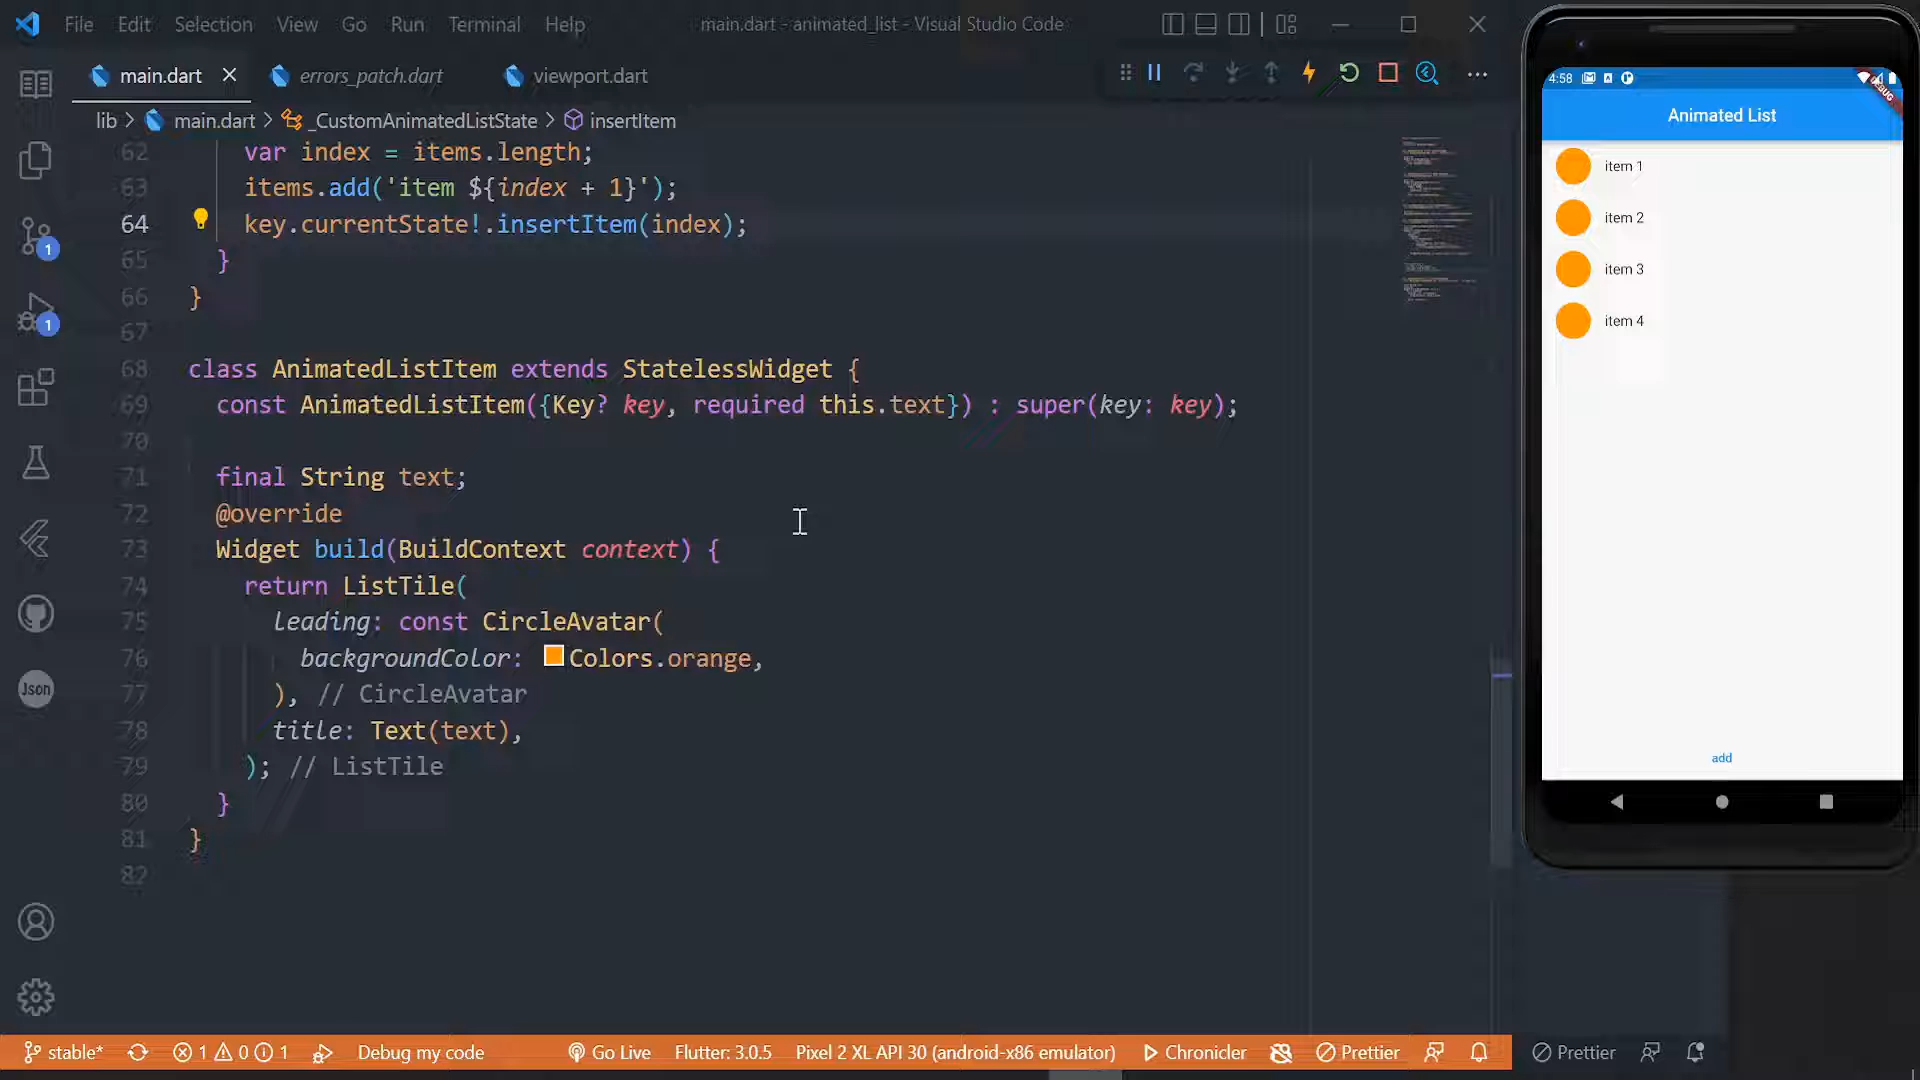 File Edit Selection View Go Run Terminal Help
main.dart - animated_list - Visual Studio Code
main.dart errors_patch.dart viewport.dart
lib > main.dart > _CustomAnimatedListState > insertItem
62 var index = items.length;
63 items.add('item ${index + 1}');
64 key.currentState!.insertItem(index);
65 }
66 }
67
68 class AnimatedListItem extends StatelessWidget {
69 const AnimatedListItem({Key? key, required this.text}) : super(key: key);
70
71 final String text;
72 @override
73 Widget build(BuildContext context) {
74 return ListTile(
75 leading: const CircleAvatar(
76 backgroundColor: Colors.orange,
77 ), // CircleAvatar
78 title: Text(text),
79 ); // ListTile
80 }
81 }
82
1
1
Json
stable* 1 0 1 Debug my code Go Live Flutter: 3.0.5 Pixel 2 XL API 30 (android-x86 emulator) Chronicler Prettier
Prettier
4:58
DEBUG
Animated List
item 1
item 2
item 3
item 4
add